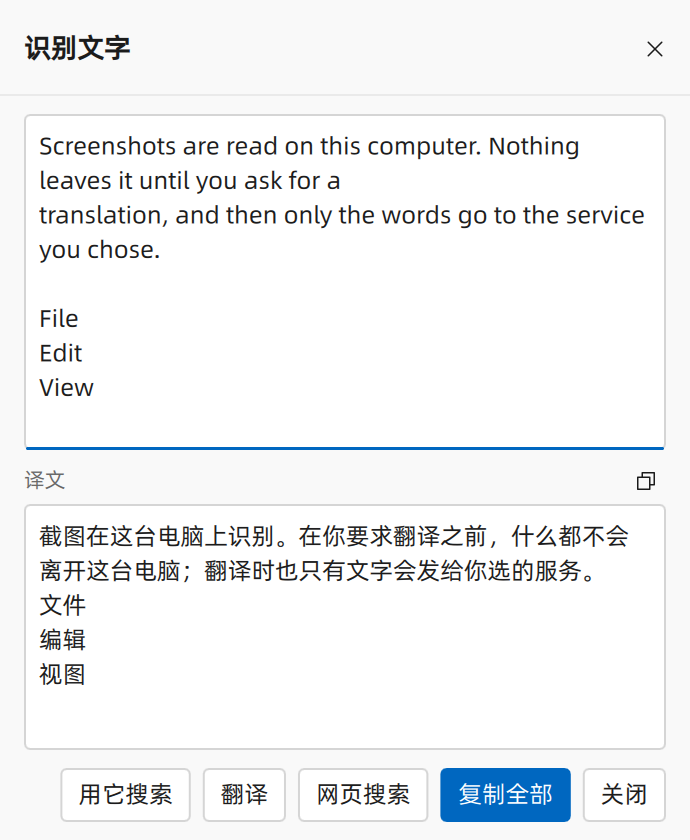 识别文字
Screenshots are read on this computer. Nothing
leaves it until you ask for a
translation, and then only the words go to the service
you chose.
File
Edit
View
译文
截图在这台电脑上识别。在你要求翻译之前，什么都不会
离开这台电脑；翻译时也只有文字会发给你选的服务。
文件
编辑
视图
用它搜索
翻译
网页搜索
复制全部
关闭